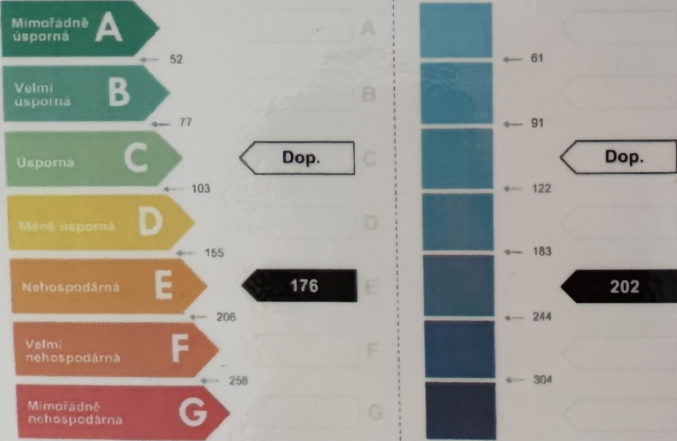 Mimořádně
úsporná A
A
52
61
Velmi
úsporná B
B
77
91
Úsporná C
Dop.
C
Dop.
103
122
Méně úsporná D
D
155
183
Nehospodárná E
176
E
202
206
244
Velmi
nehospodárná F
F
258
304
Mimořádně
nehospodárná G
G